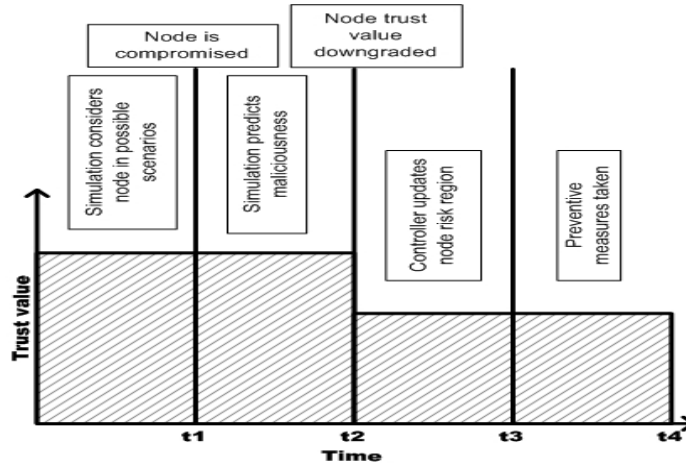 Node is
compromised
Node trust
value
downgraded
Simulation considers
node in possible
scenarios
Simulation predicts
maliciousness
Controller updates
node risk region
Preventive
measures taken
Trust value
t1
t2
t3
t4
Time